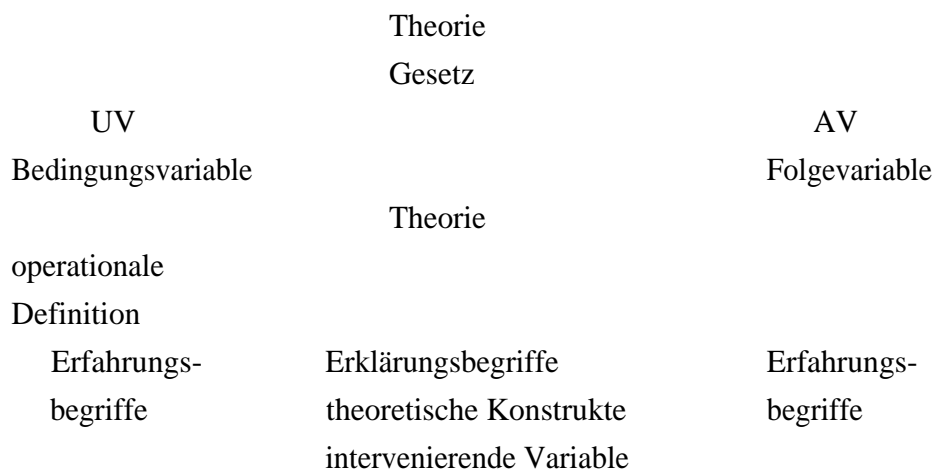 Theorie
Gesetz
UV AV
Bedingungsvariable Folgevariable
Theorie
operationale
Definition
Erfahrungs- Erklärungsbegriffe Erfahrungs-
begriffe theoretische Konstrukte begriffe
intervenierende Variable